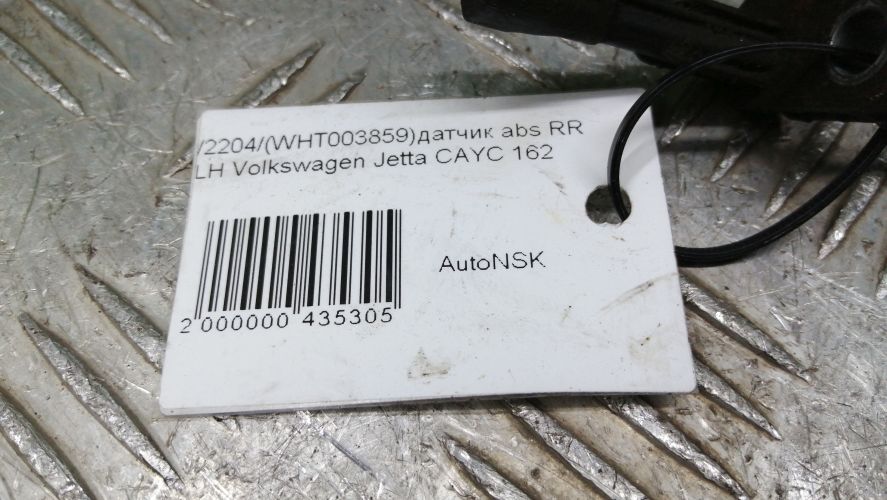 /2204/(WHT003859)датчик abs RR
LH Volkswagen Jetta CAYC 162
AutoNSK
2 000000 435305